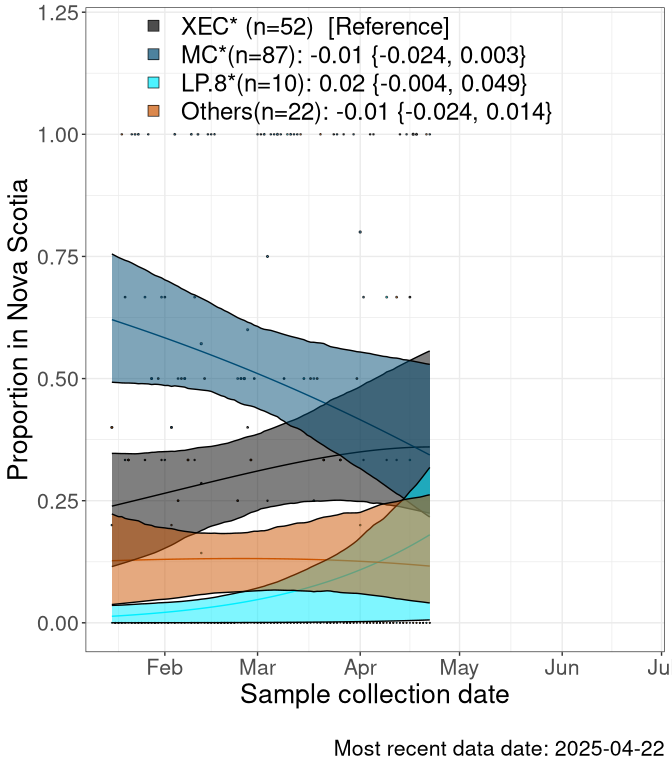 XEC* (n=52)  [Reference]
MC*(n=87): -0.01 {-0.024, 0.003}
LP.8*(n=10): 0.02 {-0.004, 0.049}
Others(n=22): -0.01 {-0.024, 0.014}
1.25
1.00
0.75
0.50
0.25
0.00
Proportion in Nova Scotia
Feb Mar Apr May Jun Ju
Sample collection date
Most recent data date: 2025-04-22